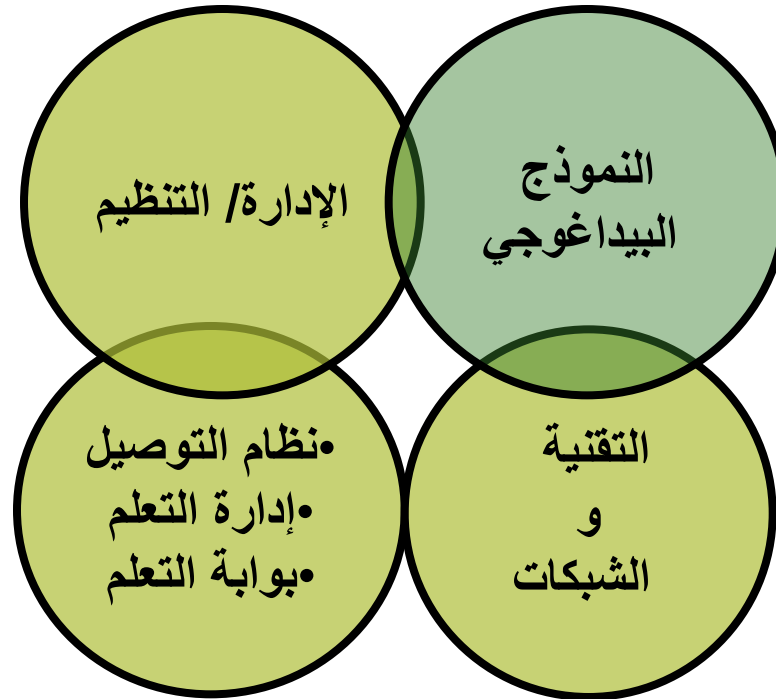 النموذج
البيداغوجي
الإدارة/ التنظيم
التقنية
و
الشبكات
•نظام التوصيل
•إدارة التعلم
•بوابة التعلم